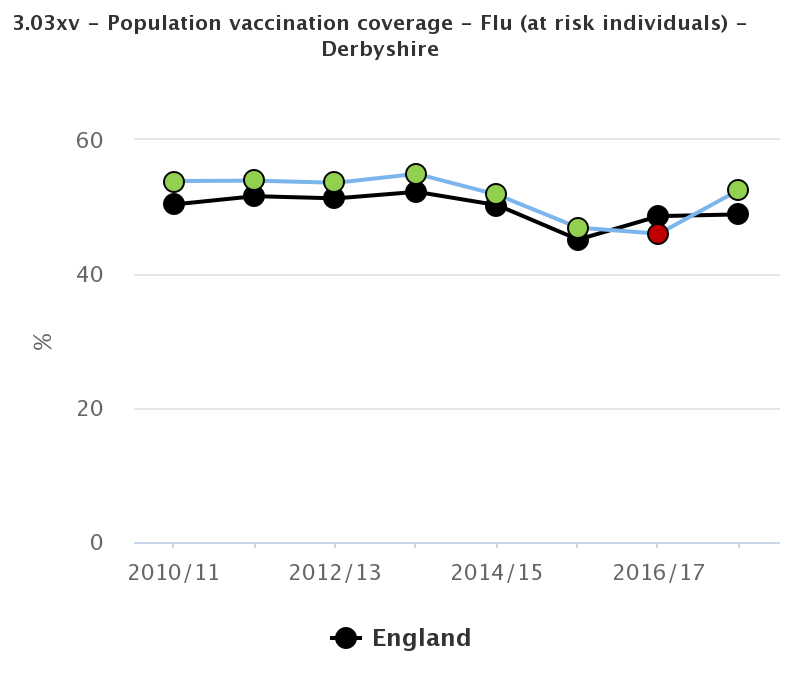 3.03xv – Population vaccination coverage – Flu (at risk individuals) –
Derbyshire
60
40
%
20
0
2010/11 2012/13 2014/15 2016/17
England